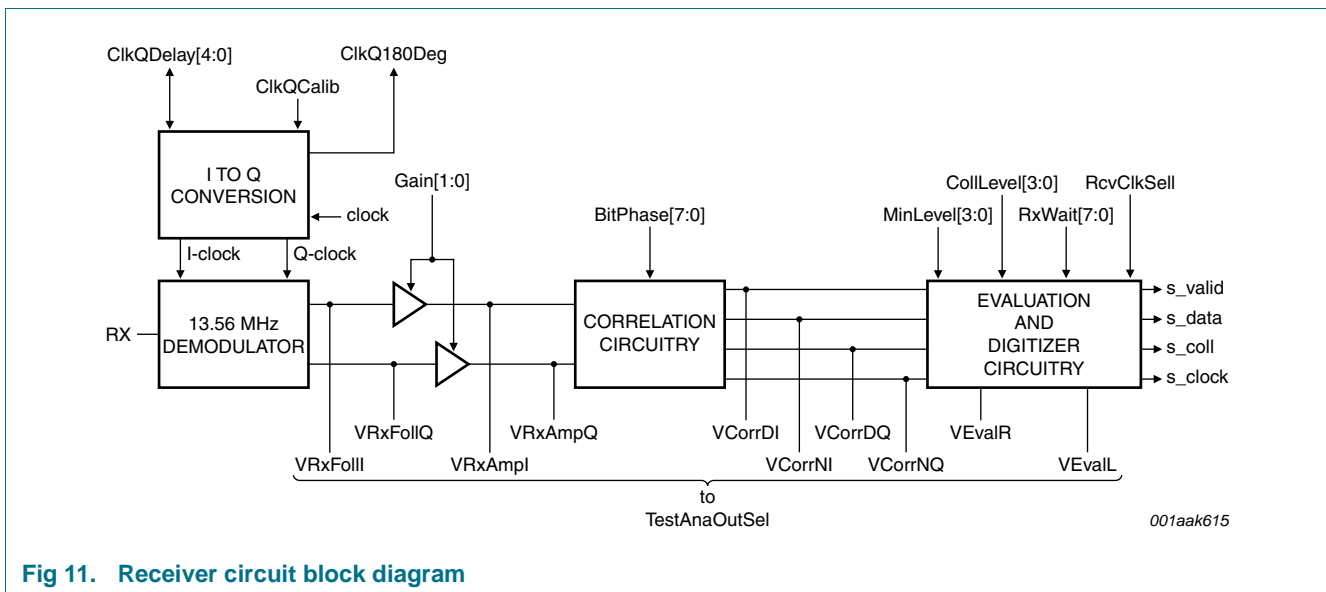 ClkQDelay[4:0]
ClkQ180Deg
ClkQCalib
I TO Q
CONVERSION
clock
I-clock
Q-clock
Gain[1:0]
BitPhase[7:0]
CollLevel[3:0]
RcvClkSell
MinLevel[3:0]
RxWait[7:0]
RX
13.56 MHz
DEMODULATOR
CORRELATION
CIRCUITRY
EVALUATION
AND
DIGITIZER
CIRCUITRY
s_valid
s_data
s_coll
s_clock
VRxFollQ
VRxAmpQ
VCorrDI
VCorrDQ
VEvalR
VRxFollI
VRxAmpI
VCorrNI
VCorrNQ
VEvalL
to
TestAnaOutSel
001aak615
Fig 11. Receiver circuit block diagram